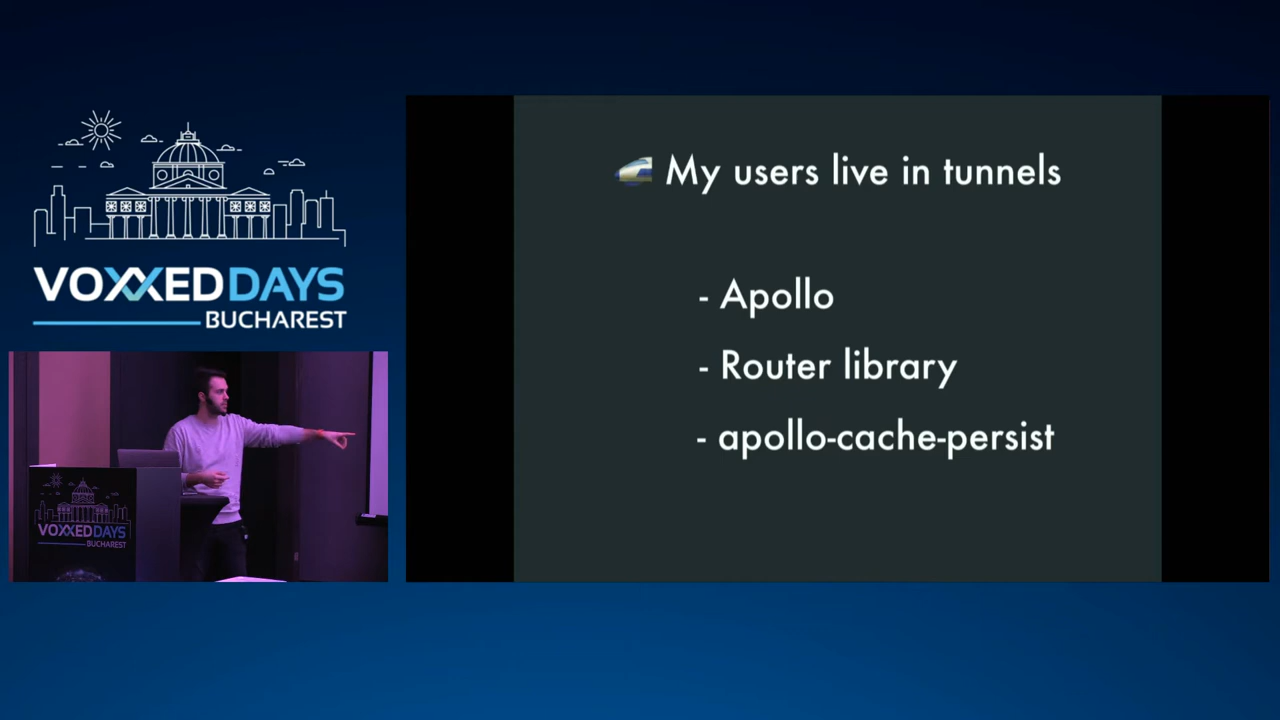 VOXXEDDAYS
BUCHAREST
VOXXEDDAYS
BUCHAREST
🚅 My users live in tunnels
- Apollo
- Router library
- apollo-cache-persist